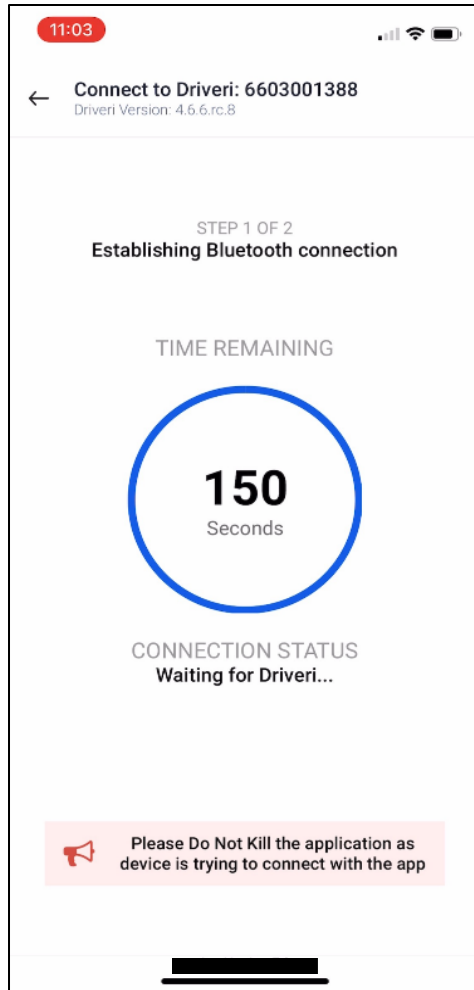 11:03
Connect to Driveri: 6603001388
Driveri Version: 4.6.6.rc.8
STEP 1 OF 2
Establishing Bluetooth connection
TIME REMAINING
150
Seconds
CONNECTION STATUS
Waiting for Driveri...
Please Do Not Kill the application as
device is trying to connect with the app